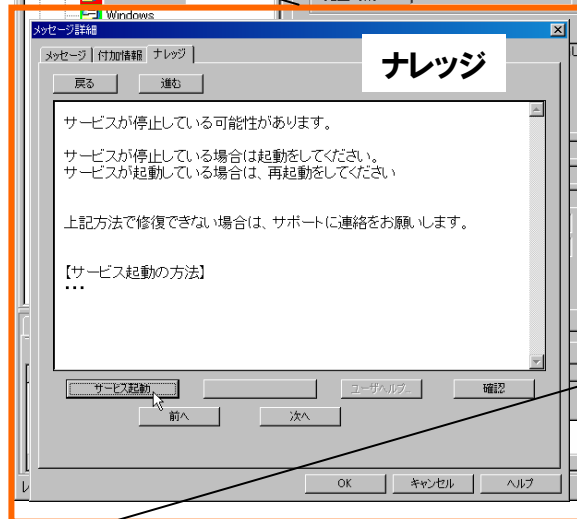 Windows
メッセージ詳細
メッセージ 付加情報 ナレッジ
ナレッジ
戻る 進む
サービスが停止している可能性があります。
サービスが停止している場合は起動をしてください。
サービスが起動している場合は、再起動をしてください
上記方法で修復できない場合は、サポートに連絡をお願いします。
【サービス起動の方法】
・・・
サービス起動 ユーザヘルプ... 確認
前へ 次へ
OK キャンセル ヘルプ